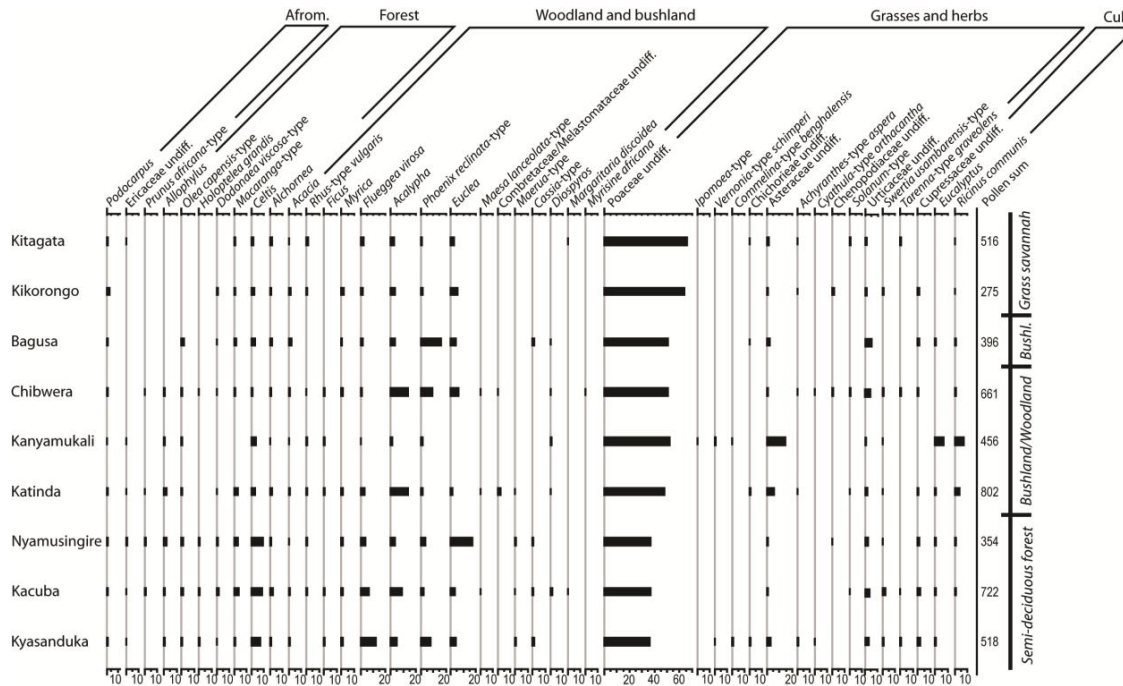 Afrom.
Forest
Woodland and bushland
Grasses and herbs
Cul
Podocarpus
Ericaceae undiff.
Prunus africana-type
Allophylus
Olea capensis-type
Holoptelea grandis
Dodonaea viscosa-type
Macaranga-type
Celtis
Alchornea
Acacia
Rhus-type vulgaris
Ficus
Myrica
Flueggea virosa
Acalypha
Phoenix reclinata-type
Euclea
Maesa lanceolata-type
Combretaceae/Melastomataceae undiff.
Maerua-type
Cassia-type
Diospyros
Margaritaria discoidea
Myrisine africana
Poaceae undiff.
Ipomoea-type
Vernonia-type schimperi
Commelina-type benghalensis
Cichorieae undiff.
Asteraceae undiff.
Achyranthes-type aspera
Cyathula-type orthacantha
Chenopodiaceae undiff.
Solanum-type
Urticaceae undiff.
Swertia usambarensis-type
Tarenna-type graveolens
Cupressaceae undiff.
Eucalyptus
Ricinus communis
Pollen sum
Kitagata 516
Kikorongo 275
Bagusa 396
Chibwera 661
Kanyamukali 456
Katinda 802
Nyamusingire 354
Kacuba 722
Kyasanduka 518
Grass savannah
Bushl.
Bushland/Woodland
Semi-deciduous forest
10 10 10 10 10 10 10 10 10 10 10 10 10 10 20 20 20 20 10 10 10 10 10 10 10 20 40 60 10 10 10 10 20 10 10 10 10 10 10 10 10 10 10